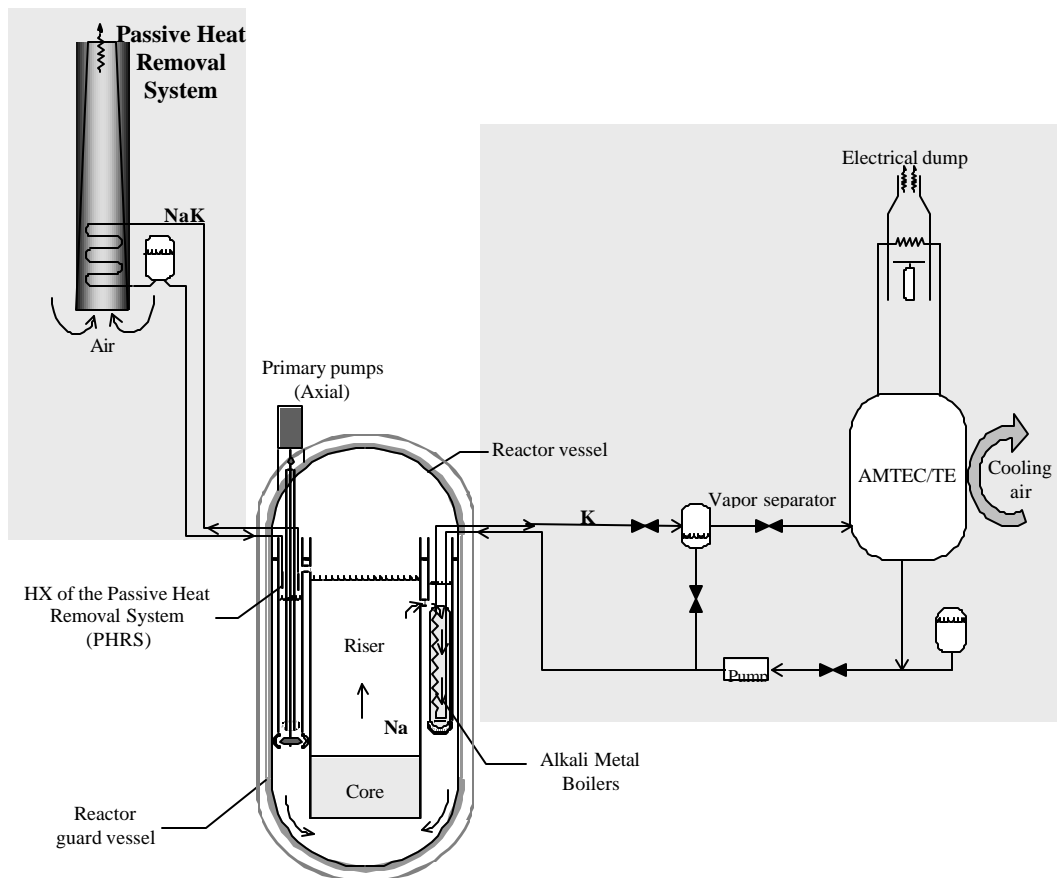 Passive Heat
Removal
System
NaK
Air
Electrical dump
Primary pumps
(Axial)
Reactor vessel
AMTEC/TE
Cooling
air
Vapor separator
K
HX of the Passive Heat
Removal System
(PHRS)
Riser
Pump
Na
Alkali Metal
Boilers
Core
Reactor
guard vessel